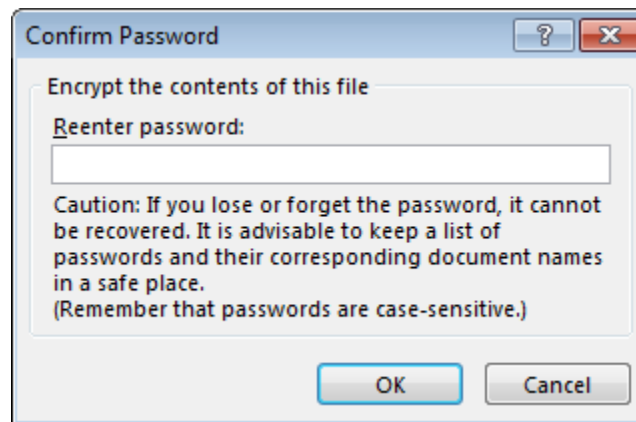 Confirm Password
Encrypt the contents of this file
Reenter password:
Caution: If you lose or forget the password, it cannot
be recovered. It is advisable to keep a list of
passwords and their corresponding document names
in a safe place.
(Remember that passwords are case-sensitive.)
OK Cancel